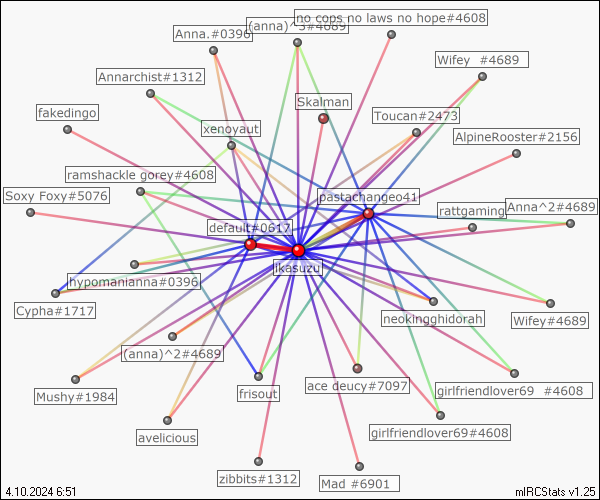 no cops no laws no hope#4608
(anna)^3#4689
Anna.#0396
Wifey  #4689
Annarchist#1312
Skalman
fakedingo
Toucan#2473
xenoyaut
AlpineRooster#2156
ramshackle gorey#4608
Soxy Foxy#5076
pastachangeo41
rattgaming
Anna^2#4689
default#0617
jkasuzu
hypomanianna#0396
Cypha#1717
neokingghidorah
Wifey#4689
(anna)^2#4689
Mushy#1984
frisout
ace deucy#7097
girlfriendlover69  #4608
avelicious
girlfriendlover69#4608
zibbits#1312
Mad #6901
4.10.2024 6:51
mIRCStats v1.25